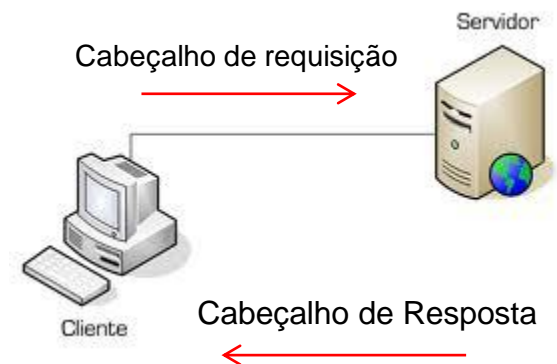 Servidor
Cabeçalho de requisição
Cliente
Cabeçalho de Resposta